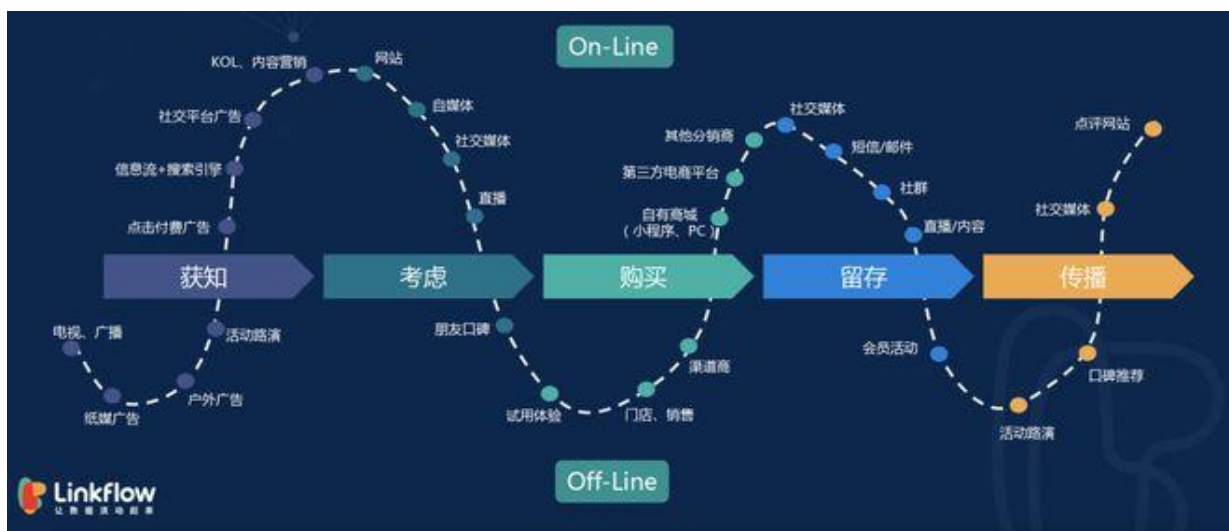 On-Line
KOL、内容营销
网站
社交平台广告
自媒体
信息流+搜索引擎
社交媒体
点击付费广告
直播
其他分销商
社交媒体
第三方电商平台
短信/邮件
自有商城
（小程序、PC）
社群
直播/内容
点评网站
社交媒体
获知
考虑
购买
留存
传播
电视、广播
纸媒广告
户外广告
活动路演
朋友口碑
试用体验
门店、销售
渠道商
会员活动
活动路演
口碑推荐
Off-Line
Linkflow
让数据流动起来